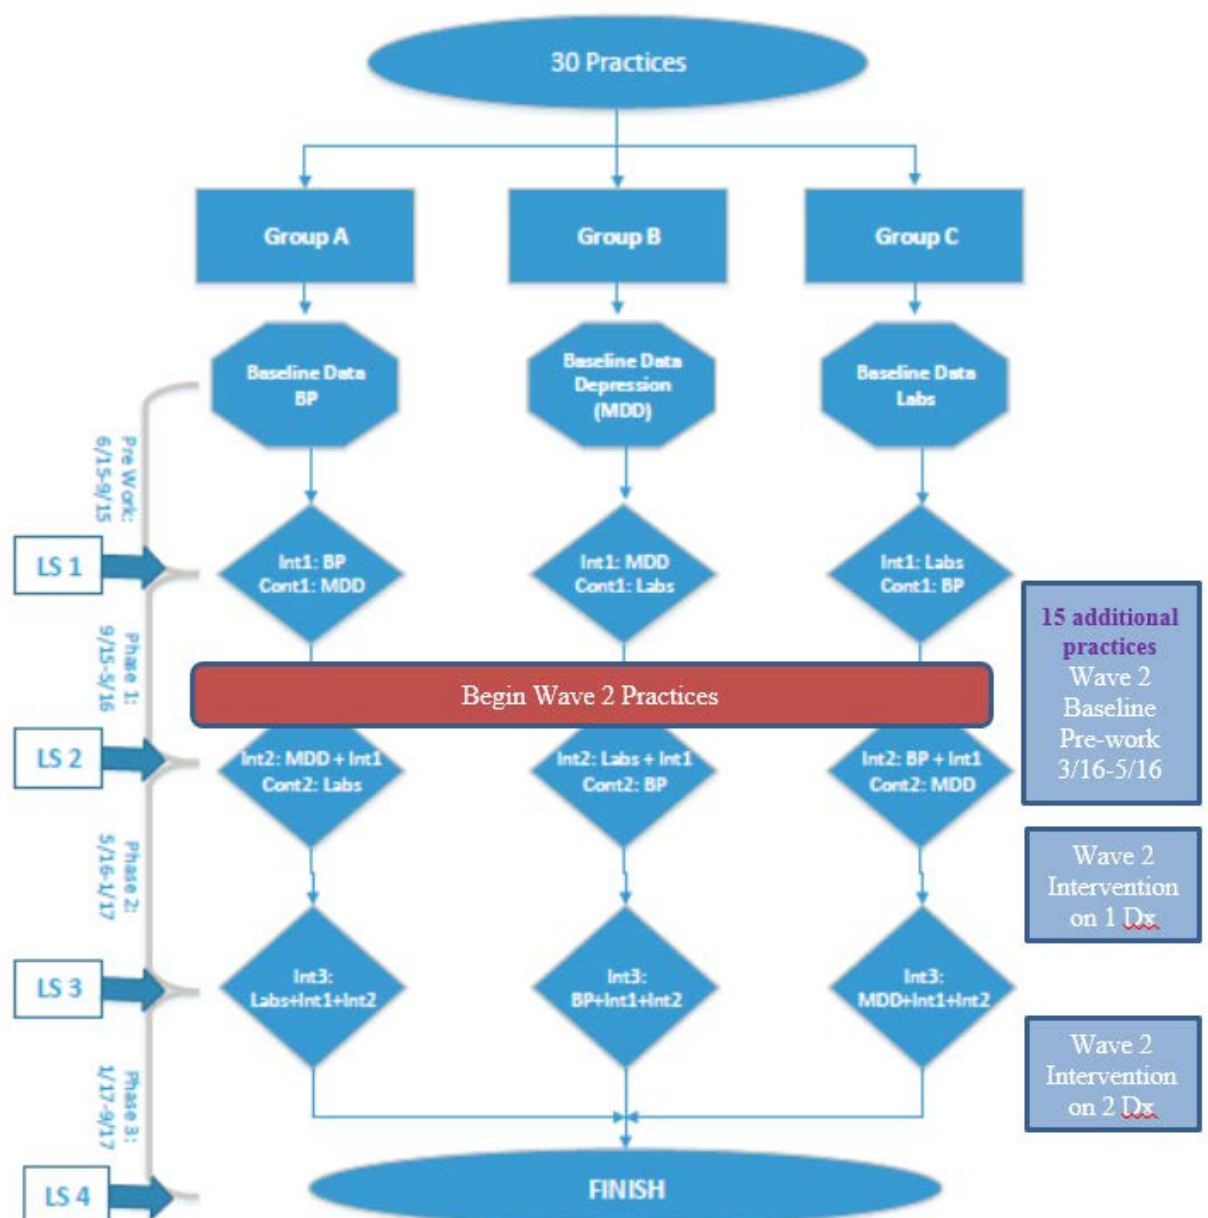 30 Practices
Group A
Group B
Group C
Baseline Data
BP
Baseline Data
Depression
(MDD)
Baseline Data
Labs
Pre Work:
6/15-9/15
LS 1
Int1: BP
Cont1: MDD
Int1: MDD
Cont1: Labs
Int1: Labs
Cont1: BP
15 additional
practices
Wave 2
Baseline
Pre-work
3/16-5/16
Phase 1:
9/15-5/16
Begin Wave 2 Practices
LS 2
Int2: MDD + Int1
Cont2: Labs
Int2: Labs + Int1
Cont2: BP
Int2: BP + Int1
Cont2: MDD
Phase 2:
5/16-1/17
Wave 2
Intervention
on 1 Dx
LS 3
Int3:
Labs+Int1+Int2
Int3:
BP+Int1+Int2
Int3:
MDD+Int1+Int2
Wave 2
Intervention
on 2 Dx
Phase 3:
1/17-9/17
LS 4
FINISH